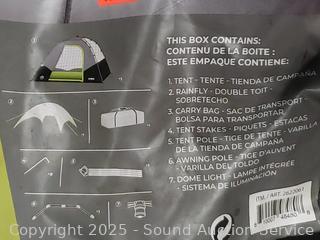 THIS BOX CONTAINS:
CONTENU DE LA BOITE :
ESTE EMPAQUE CONTIENE:
1. TENT - TENTE - TIENDA DE CAMPAÑA
2. RAINFLY - DOUBLE TOIT -
SOBRETECHO
3. CARRY BAG - SAC DE TRANSPORT -
BOLSA PARA TRANSPORTAR
4. TENT STAKES - PIQUETS - ESTACAS
5. TENT POLE - TIGE DE TENTE - VARILLA
DE LA TIENDA DE CAMPAÑA
6. AWNING POLE - TIGE D'AUVENT
- VARILLA DEL TOLDO
7. DOME LIGHT - LAMPE INTÉGRÉE
- SISTEMA DE ILUMINACIÓN
ITM. / ART. 2622061
Copyright 2025 - Sound Auction Service -